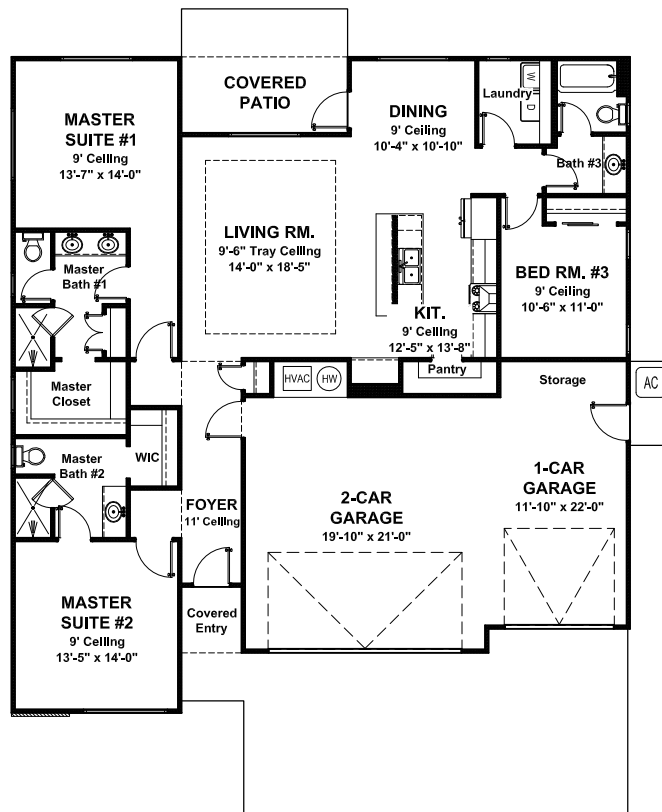 COVERED
PATIO
MASTER
SUITE #1
9' Ceiling
13'-7" x 14'-0"
DINING
9' Ceiling
10'-4" x 10'-10"
Laundry
W
D
Bath #3
LIVING RM.
9'-6" Tray Ceiling
14'-0" x 18'-5"
Master
Bath #1
BED RM. #3
9' Ceiling
10'-6" x 11'-0"
KIT.
9' Ceiling
12'-5" x 13'-8"
Pantry
Master
Closet
HVAC
HW
Storage
AC
Master
Bath #2
WIC
FOYER
11' Ceiling
2-CAR
GARAGE
19'-10" x 21'-0"
1-CAR
GARAGE
11'-10" x 22'-0"
MASTER
SUITE #2
9' Ceiling
13'-5" x 14'-0"
Covered
Entry